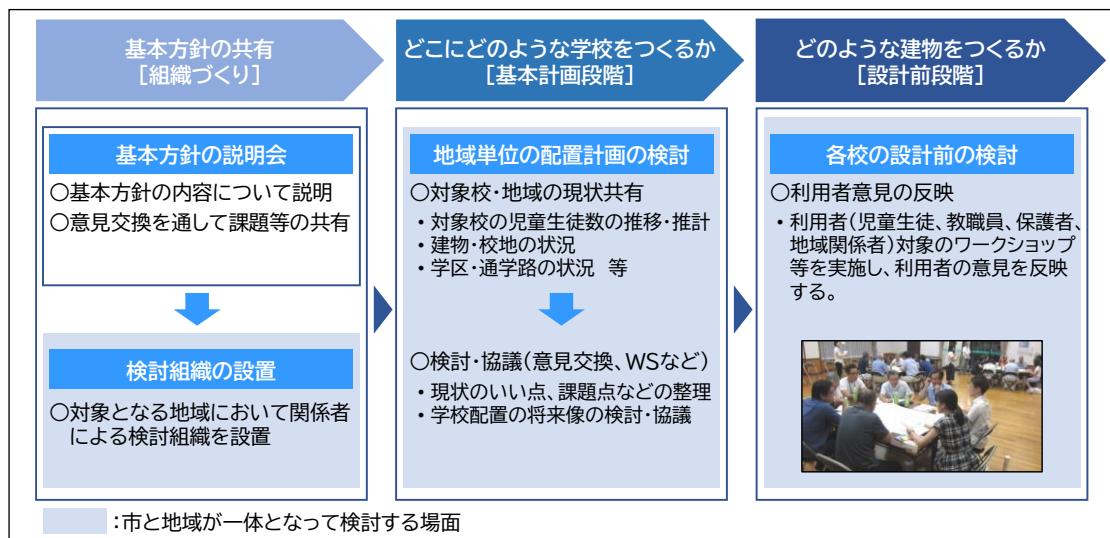 基本方針の共有
[組織づくり]
どこにどのような学校をつくるか
[基本計画段階]
どのような建物をつくるか
[設計前段階]
基本方針の説明会
○基本方針の内容について説明
○意見交換を通して課題等の共有
検討組織の設置
○対象となる地域において関係者
による検討組織を設置
地域単位の配置計画の検討
○対象校・地域の現状共有
・対象校の児童生徒数の推移・推計
・建物・校地の状況
・学区・通学路の状況 等
○検討・協議(意見交換、WSなど)
・現状のいい点、課題点などの整理
・学校配置の将来像の検討・協議
各校の設計前の検討
○利用者意見の反映
・利用者(児童生徒、教職員、保護者、
地域関係者)対象のワークショップ
等を実施し、利用者の意見を反映
する。
:市と地域が一体となって検討する場面